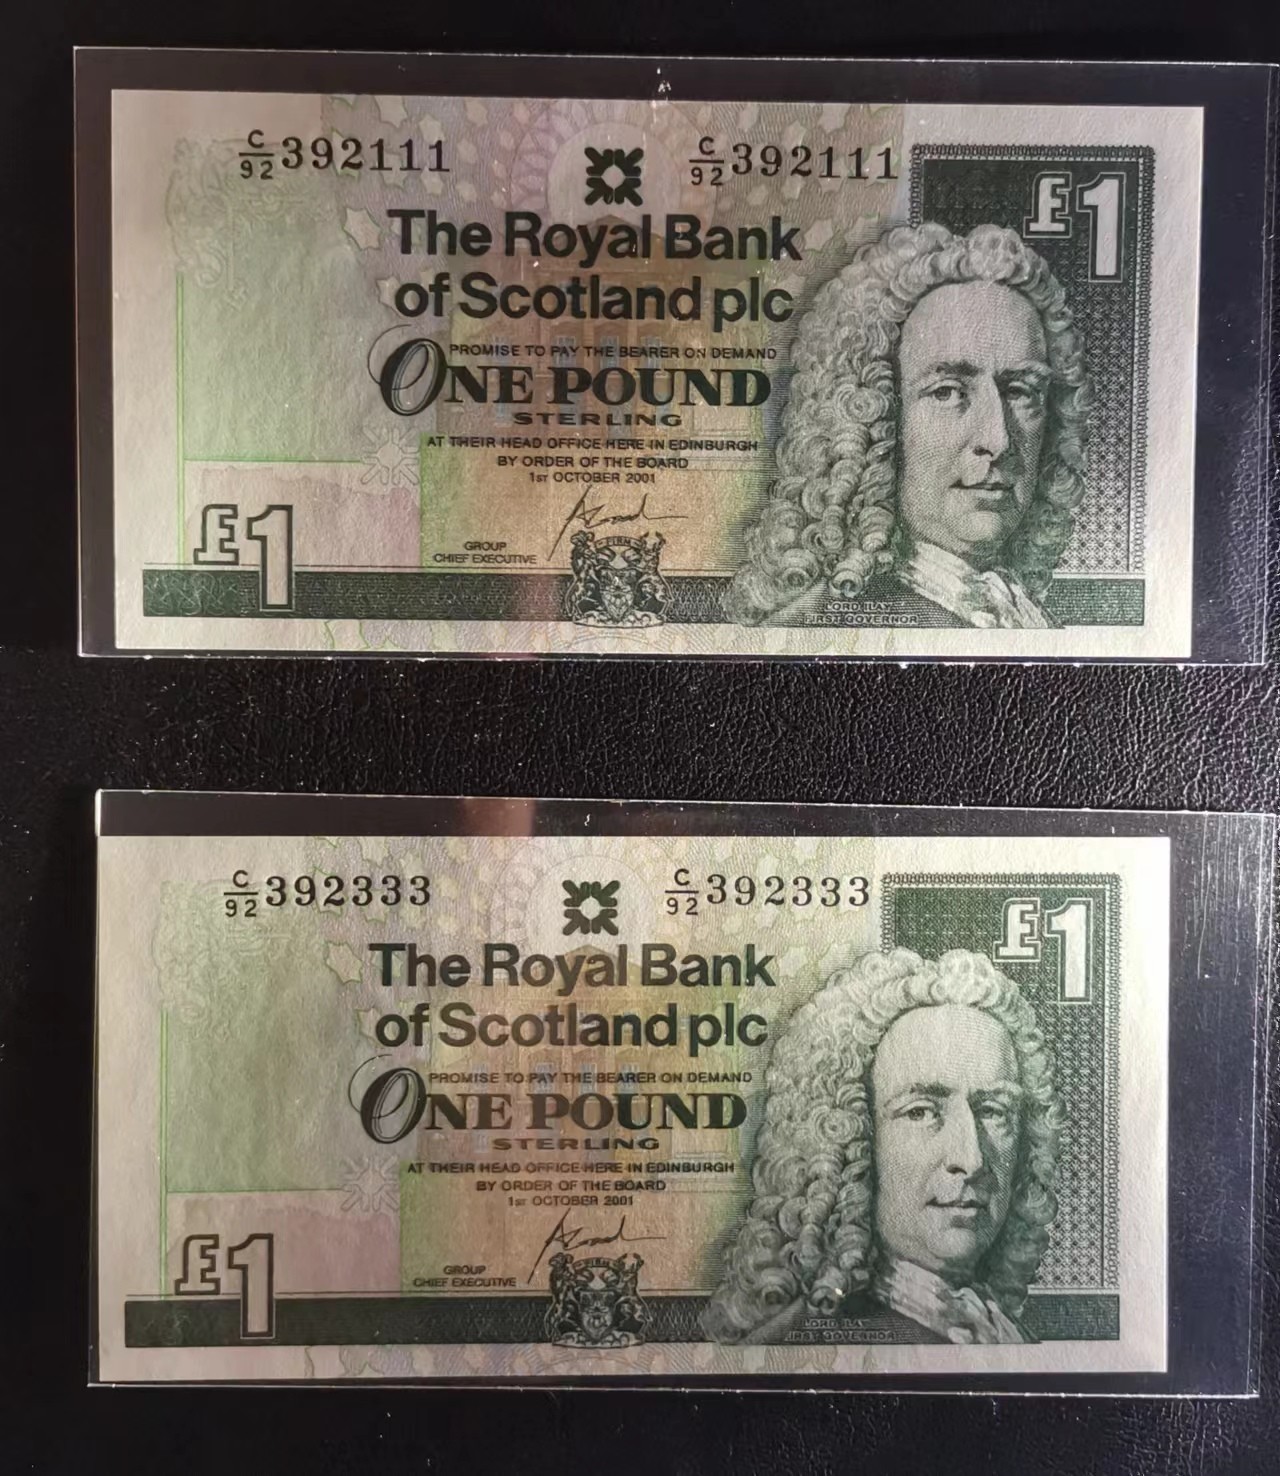 C/92 392111 C/92 392111
£1
The Royal Bank
of Scotland plc
PROMISE TO PAY THE BEARER ON DEMAND
ONE POUND
STERLING
AT THEIR HEAD OFFICE HERE IN EDINBURGH
BY ORDER OF THE BOARD
1ST OCTOBER 2001
GROUP
CHIEF EXECUTIVE
£1
FIRM
LORD ILAY
FIRST GOVERNOR
C/92 392333 C/92 392333
£1
The Royal Bank
of Scotland plc
PROMISE TO PAY THE BEARER ON DEMAND
ONE POUND
STERLING
AT THEIR HEAD OFFICE HERE IN EDINBURGH
BY ORDER OF THE BOARD
1ST OCTOBER 2001
GROUP
CHIEF EXECUTIVE
£1
FIRM
LORD ILAY
FIRST GOVERNOR